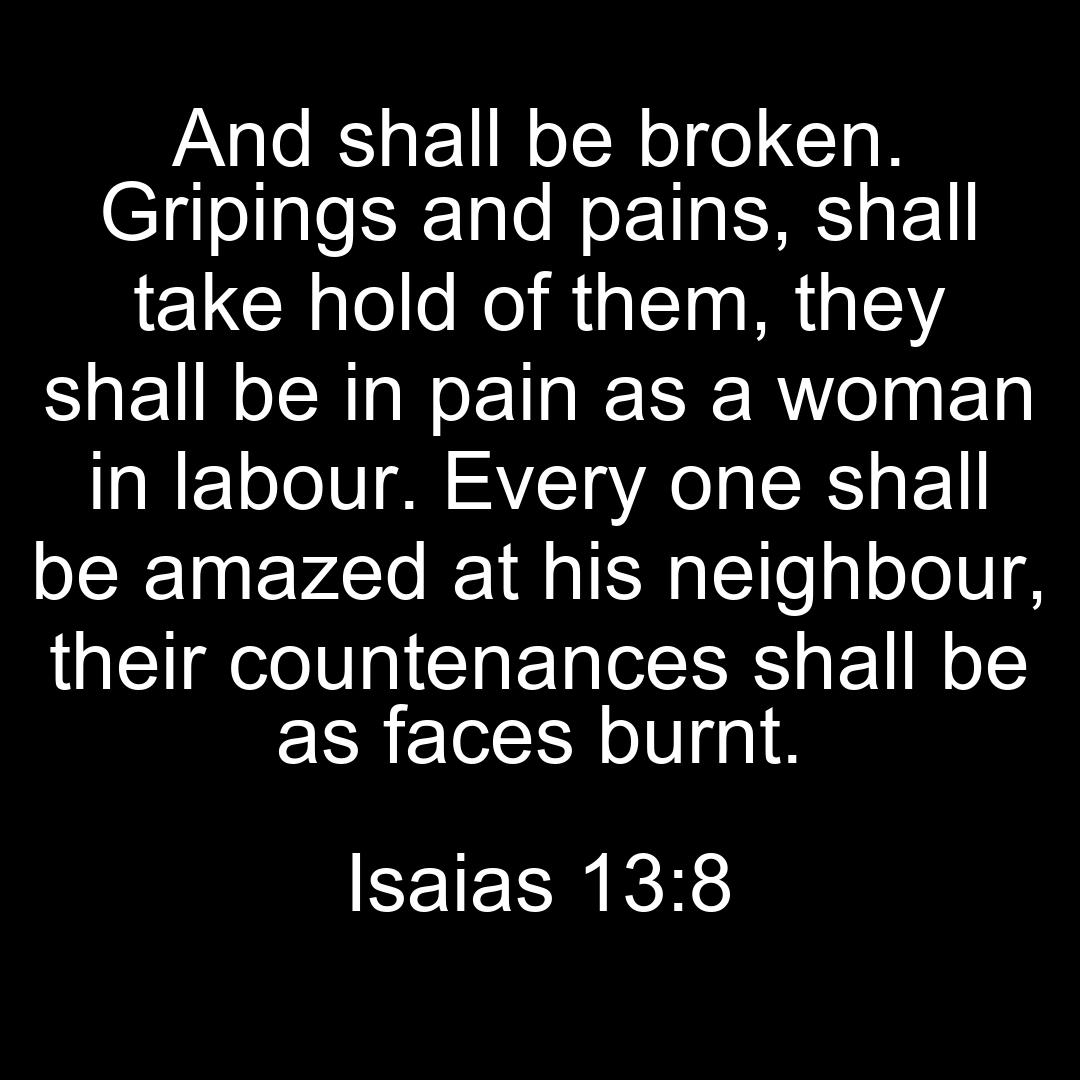 And shall be broken.
Gripings and pains, shall
take hold of them, they
shall be in pain as a woman
in labour. Every one shall
be amazed at his neighbour,
their countenances shall be
as faces burnt.
Isaias 13:8